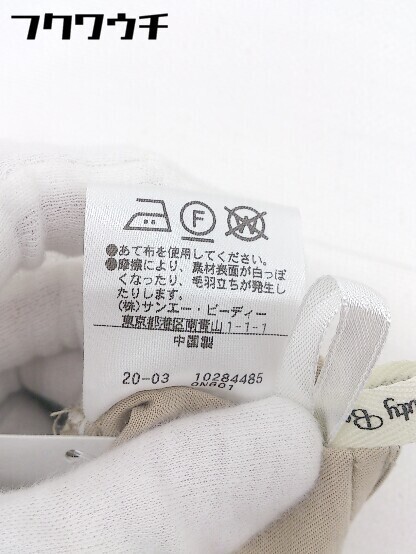 フクワウチ
F
W
●あて布を使用してください。
●摩擦により、素材表面が白っぽ
くなったり、毛羽立ちが発生し
たりします。
(株)サンエー・ビーディー
東京都港区南青山1-1-1
中国製
20-03 10284485
0N601
uty B